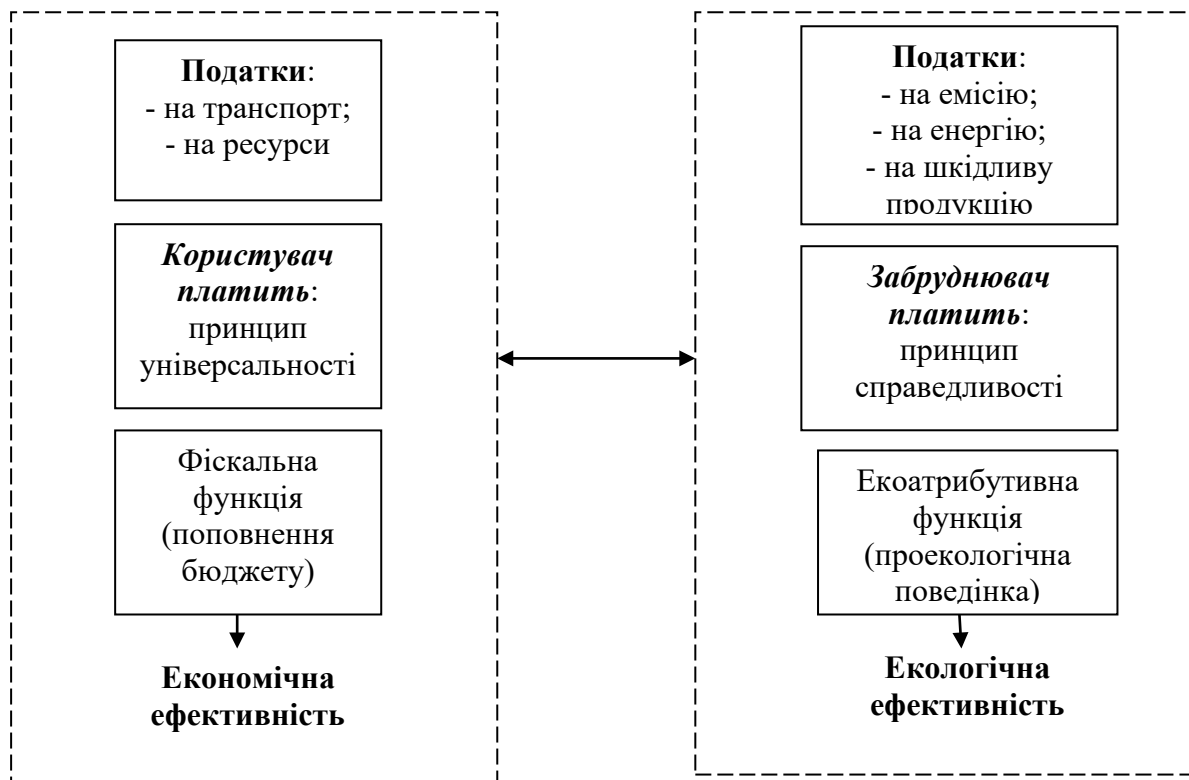 Податки:
- на транспорт;
- на ресурси
Користувач
платить:
принцип
універсальності
Фіскальна
функція
(поповнення
бюджету)
Економічна
ефективність
Податки:
- на емісію;
- на енергію;
- на шкідливу
продукцію
Забруднювач
платить:
принцип
справедливості
Екоатрибутивна
функція
(проекологічна
поведінка)
Екологічна
ефективність